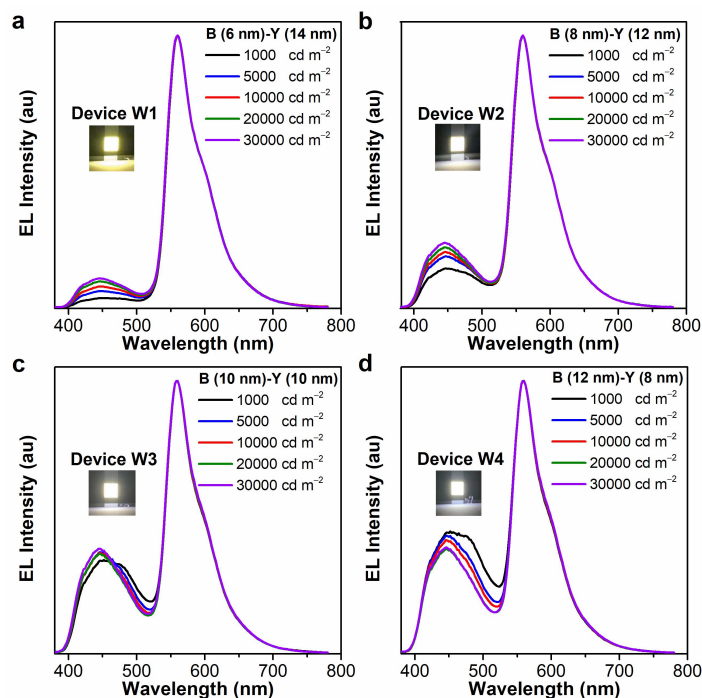 a
B (6 nm)-Y (14 nm)
1000 cd m⁻²
5000 cd m⁻²
10000 cd m⁻²
20000 cd m⁻²
30000 cd m⁻²
Device W1
EL Intensity (au)
400 500 600 700 800
Wavelength (nm)
b
B (8 nm)-Y (12 nm)
1000 cd m⁻²
5000 cd m⁻²
10000 cd m⁻²
20000 cd m⁻²
30000 cd m⁻²
Device W2
EL Intensity (au)
400 500 600 700 800
Wavelength (nm)
c
B (10 nm)-Y (10 nm)
1000 cd m⁻²
5000 cd m⁻²
10000 cd m⁻²
20000 cd m⁻²
30000 cd m⁻²
Device W3
EL Intensity (au)
400 500 600 700 800
Wavelength (nm)
d
B (12 nm)-Y (8 nm)
1000 cd m⁻²
5000 cd m⁻²
10000 cd m⁻²
20000 cd m⁻²
30000 cd m⁻²
Device W4
EL Intensity (au)
400 500 600 700 800
Wavelength (nm)